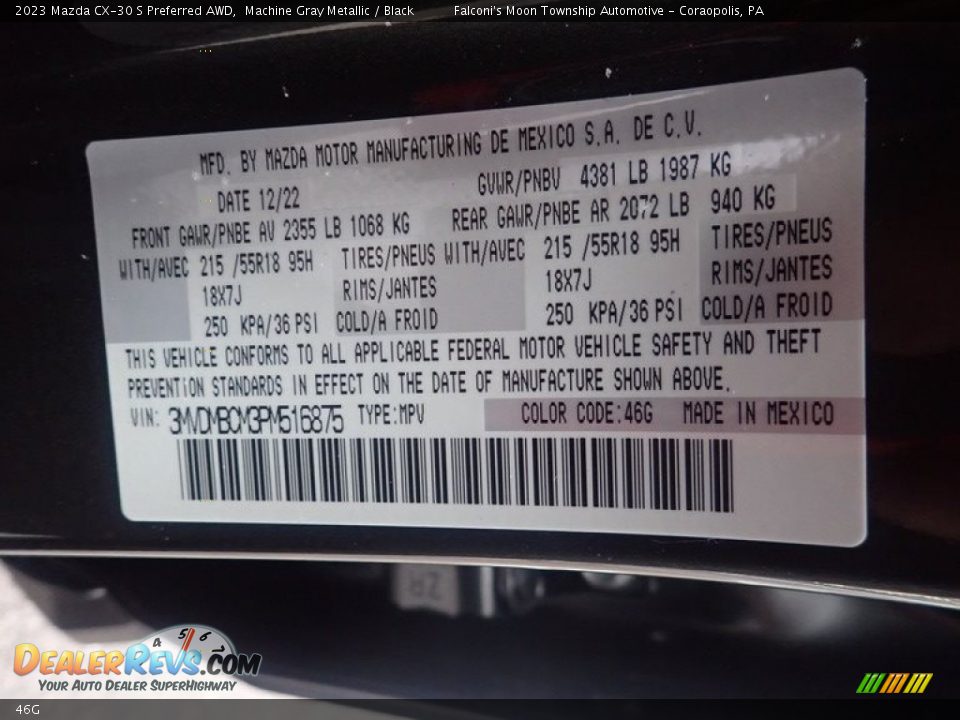 2023 Mazda CX-30 S Preferred AWD, Machine Gray Metallic / Black Falconi's Moon Township Automotive - Coraopolis, PA
MFD. BY MAZDA MOTOR MANUFACTURING DE MEXICO S.A. DE C.V.
DATE 12/22 GVWR/PNBV 4381 LB 1987 KG
FRONT GAWR/PNBE AV 2355 LB 1068 KG REAR GAWR/PNBE AR 2072 LB 940 KG
WITH/AVEC 215 /55R18 95H TIRES/PNEUS WITH/AVEC 215 /55R18 95H TIRES/PNEUS
18X7J RIMS/JANTES 18X7J RIMS/JANTES
250 KPA/36 PSI COLD/A FROID 250 KPA/36 PSI COLD/A FROID
THIS VEHICLE CONFORMS TO ALL APPLICABLE FEDERAL MOTOR VEHICLE SAFETY AND THEFT
PREVENTION STANDARDS IN EFFECT ON THE DATE OF MANUFACTURE SHOWN ABOVE.
VIN: 3MVDMBCM3PM516875 TYPE:MPV COLOR CODE:46G MADE IN MEXICO
4 5 6
DEALERREVS.COM
YOUR AUTO DEALER SUPERHIGHWAY
46G